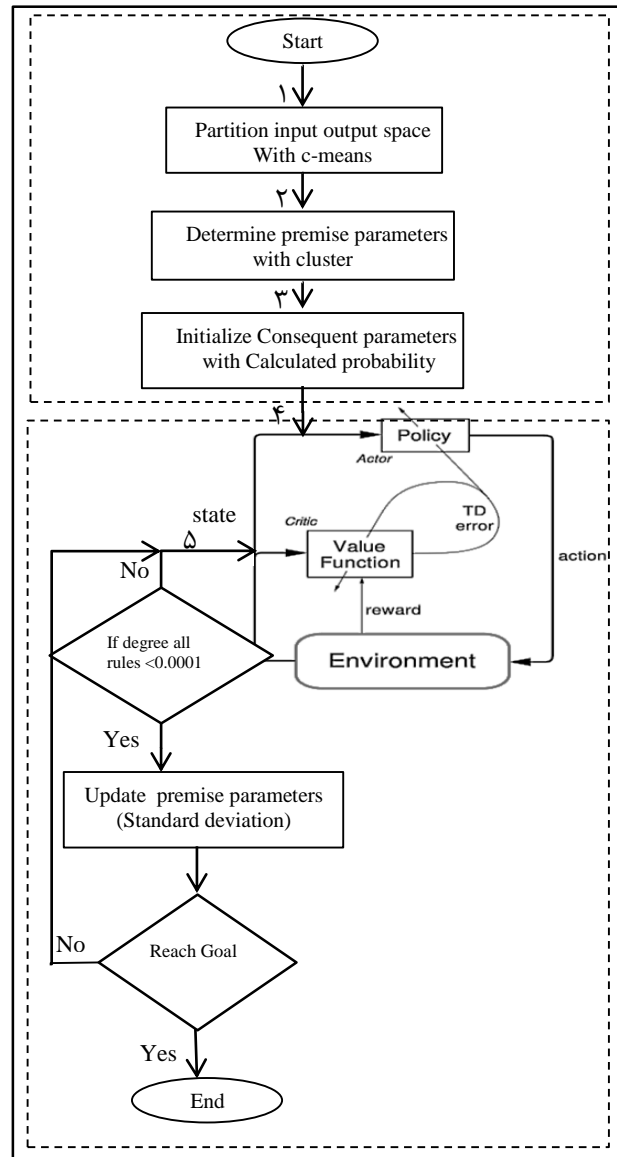 Start
۱
Partition input output space
With c-means
۲
Determine premise parameters
with cluster
۳
Initialize Consequent parameters
with Calculated probability
۴
Policy
Actor
state
۵
Critic
TD
error
Value
Function
action
No
reward
If degree all
rules <0.0001
Environment
Yes
Update premise parameters
(Standard deviation)
No
Reach Goal
Yes
End